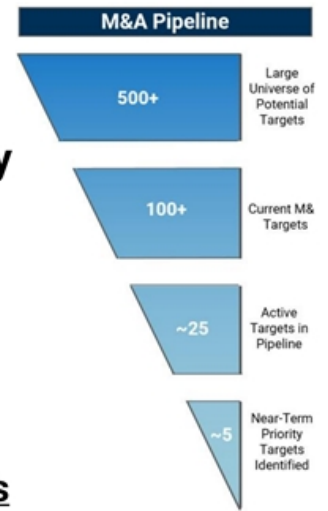 M&A Pipeline
500+
Large
Universe of
Potential
Targets
y
100+
Current M&
Targets
~25
Active
Targets in
Pipeline
~5
Near-Term
Priority
Targets
Identified
s